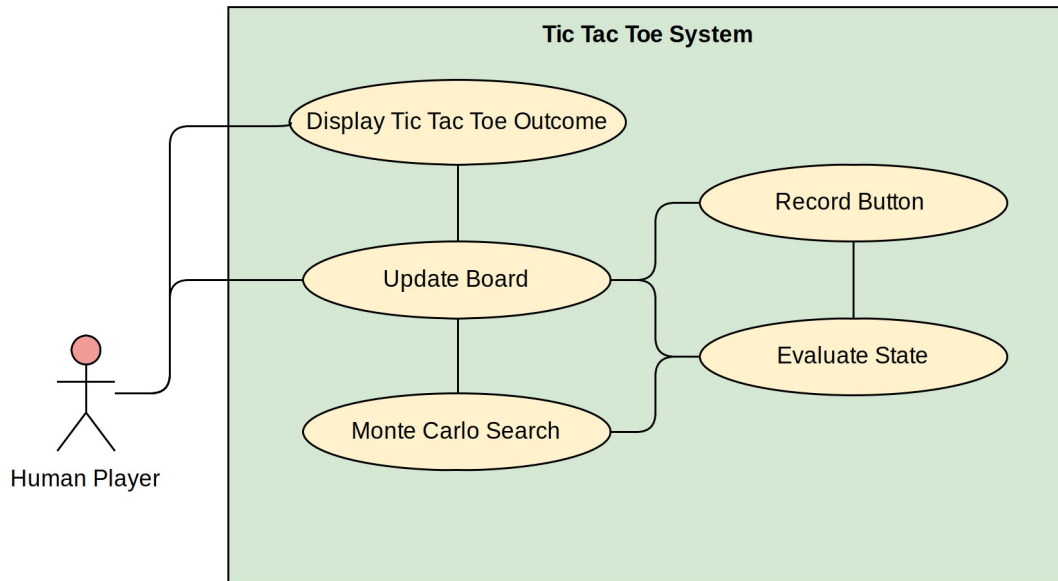 Tic Tac Toe System
Display Tic Tac Toe Outcome
Record Button
Update Board
Evaluate State
Monte Carlo Search
Human Player